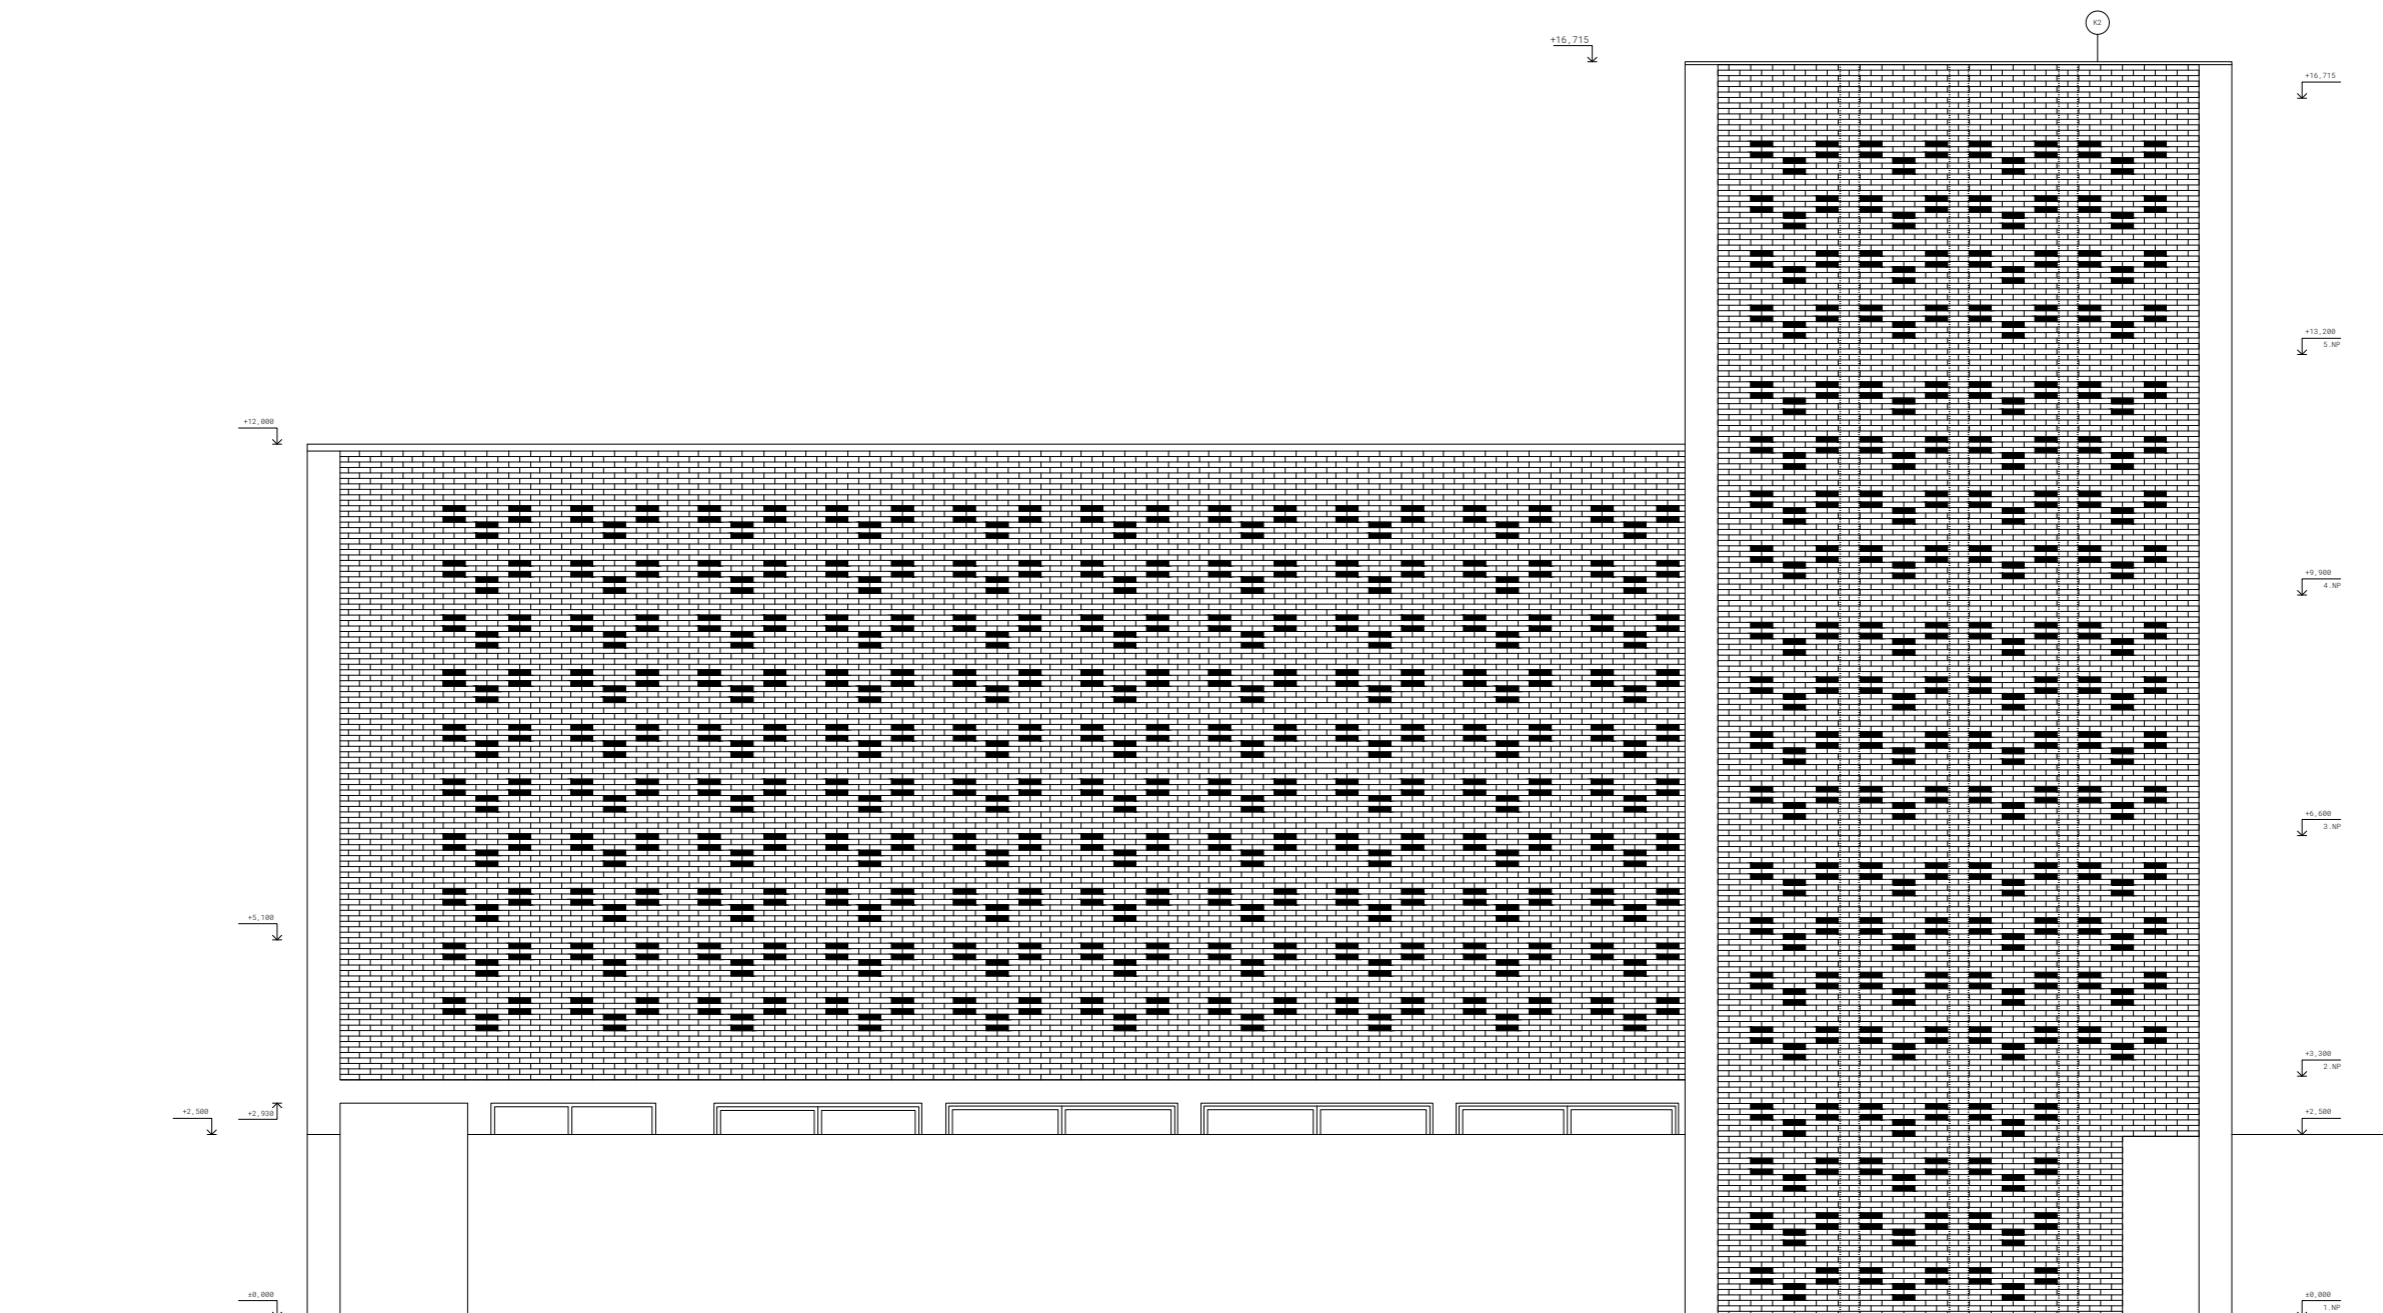 K2
+16,715
+16,715
+13,200
5.NP
+12,000
+9,900
4.NP
+6,600
3.NP
+5,100
+3,300
2.NP
+2,500
+2,930
+2,500
±0,000
±0,000
1.NP